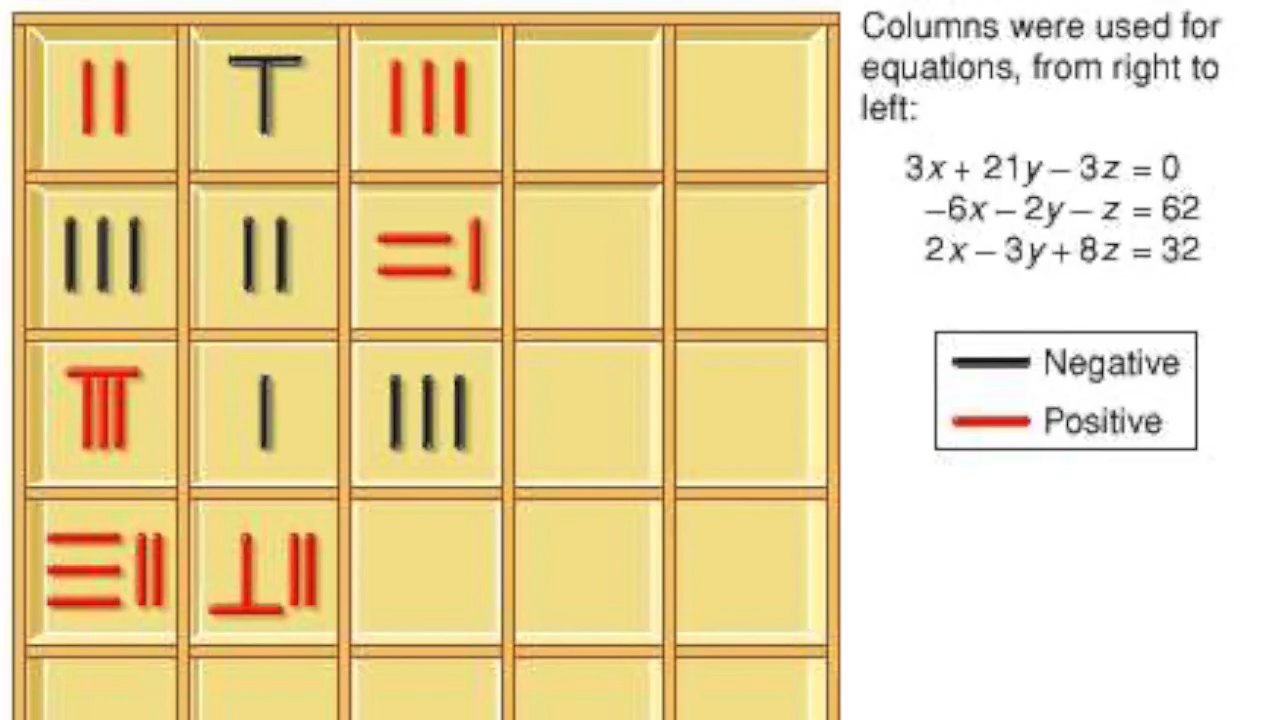 Columns were used for
equations, from right to
left:
3x + 21y – 3z = 0
–6x – 2y – z = 62
2x – 3y + 8z = 32
Negative
Positive